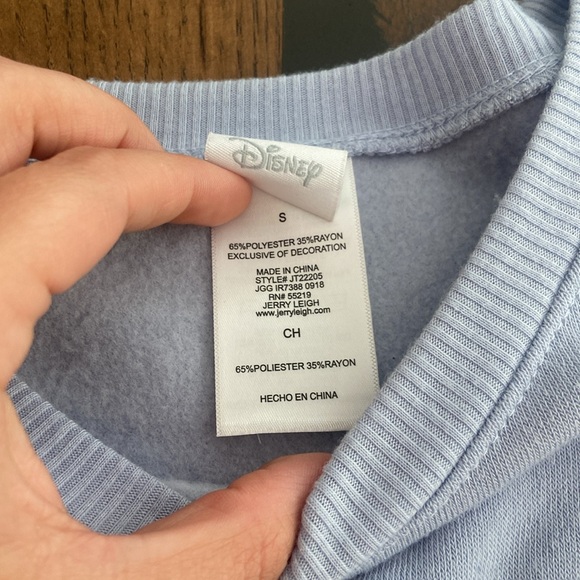 Disney
S
65%POLYESTER 35%RAYON
EXCLUSIVE OF DECORATION
MADE IN CHINA
STYLE# JT22205
JGG IR7388 0918
RN# 55219
JERRY LEIGH
www.jerryleigh.com
CH
65%POLIESTER 35%RAYON
HECHO EN CHINA